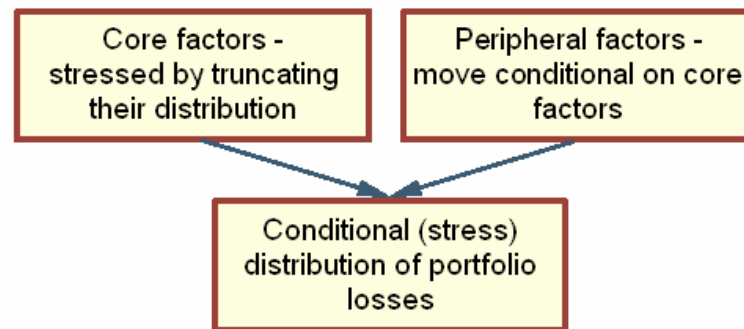 Core factors -
stressed by truncating
their distribution
Peripheral factors -
move conditional on core
factors
Conditional (stress)
distribution of portfolio
losses